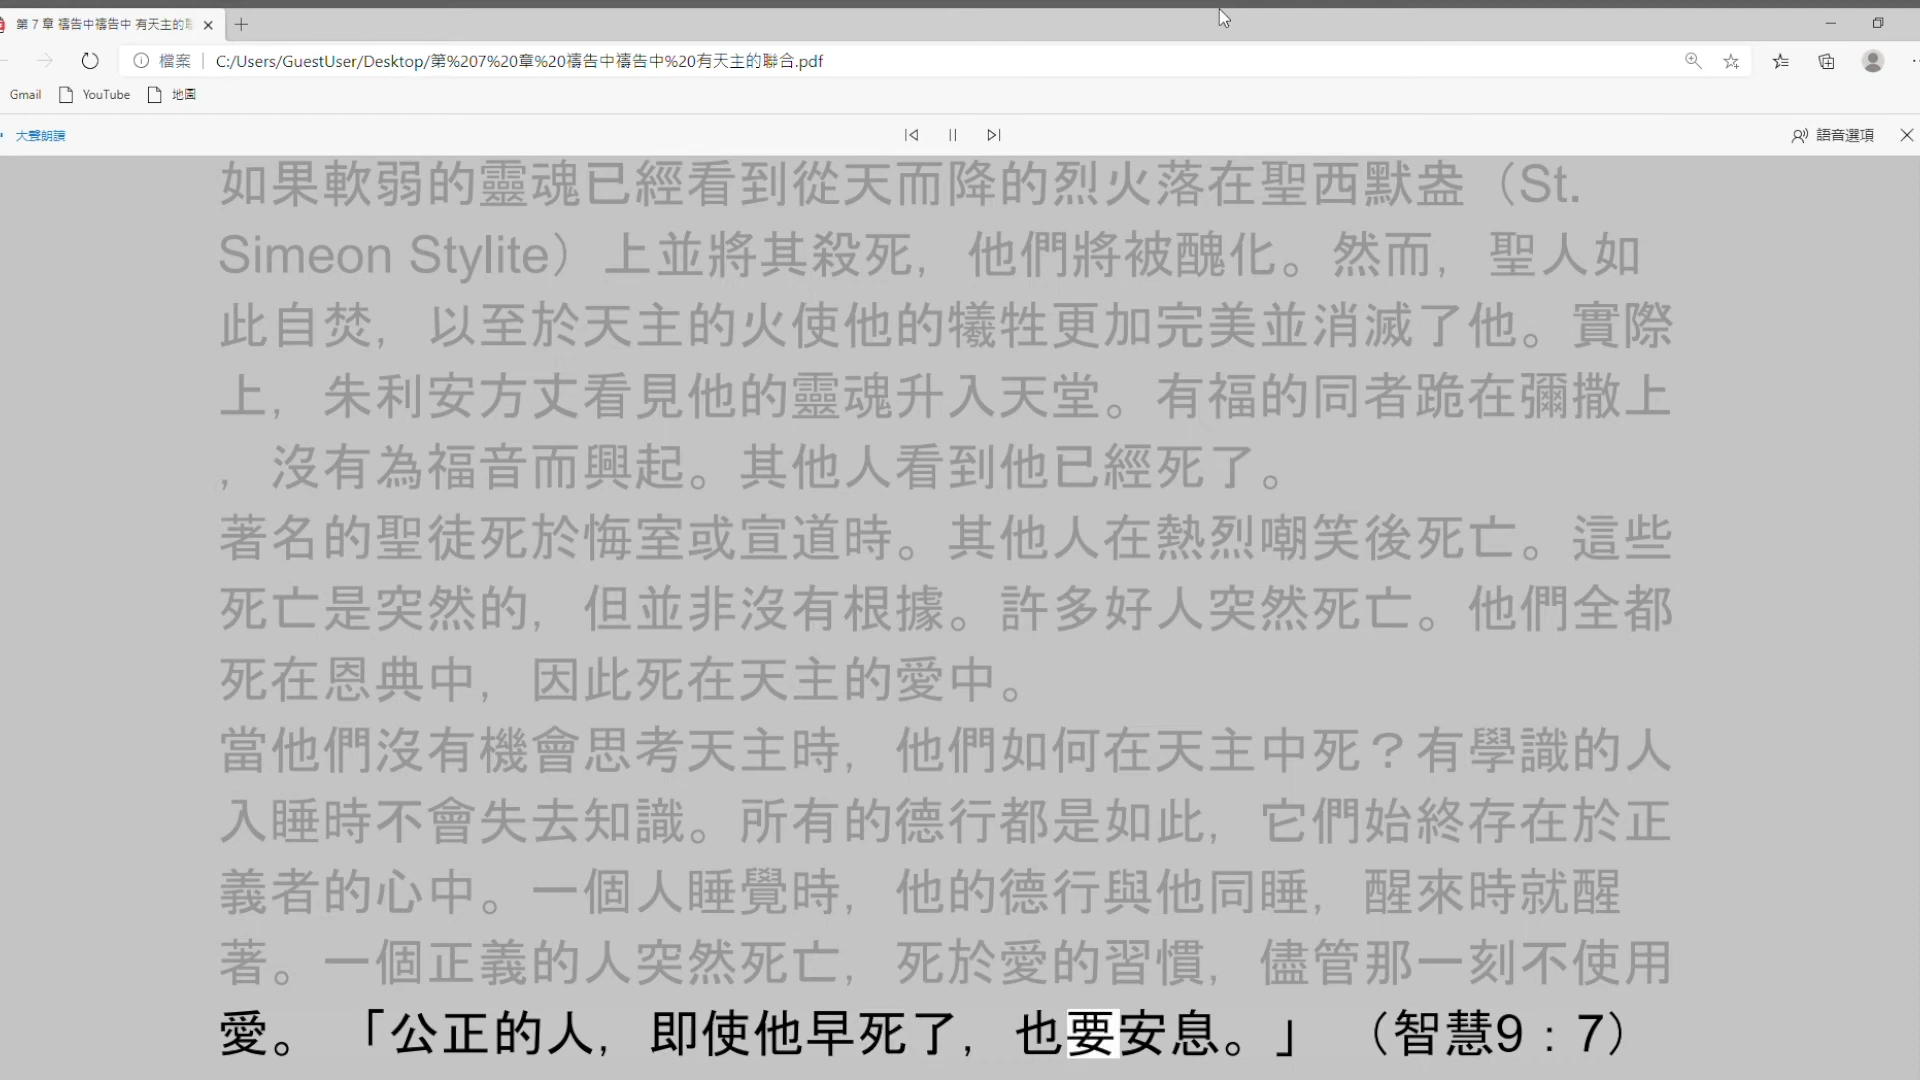 第 7 章 禱告中禱告中 有天主的
檔案 C:/Users/GuestUser/Desktop/第%207%20章%20禱告中禱告中%20有天主的聯合.pdf
Gmail YouTube 地圖
大聲朗讀 語音選項
如果軟弱的靈魂已經看到從天而降的烈火落在聖西默盎（St.
Simeon Stylite）上並將其殺死，他們將被醜化。然而，聖人如
此自焚，以至於天主的火使他的犧牲更加完美並消滅了他。實際
上，朱利安方丈看見他的靈魂升入天堂。有福的同者跪在彌撒上
，沒有為福音而興起。其他人看到他已經死了。
著名的聖徒死於悔室或宣道時。其他人在熱烈嘲笑後死亡。這些
死亡是突然的，但並非沒有根據。許多好人突然死亡。他們全都
死在恩典中，因此死在天主的愛中。
當他們沒有機會思考天主時，他們如何在天主中死？有學識的人
入睡時不會失去知識。所有的德行都是如此，它們始終存在於正
義者的心中。一個人睡覺時，他的德行與他同睡，醒來時就醒
著。一個正義的人突然死亡，死於愛的習慣，儘管那一刻不使用
愛。「公正的人，即使他早死了，也要安息。」（智慧9：7）